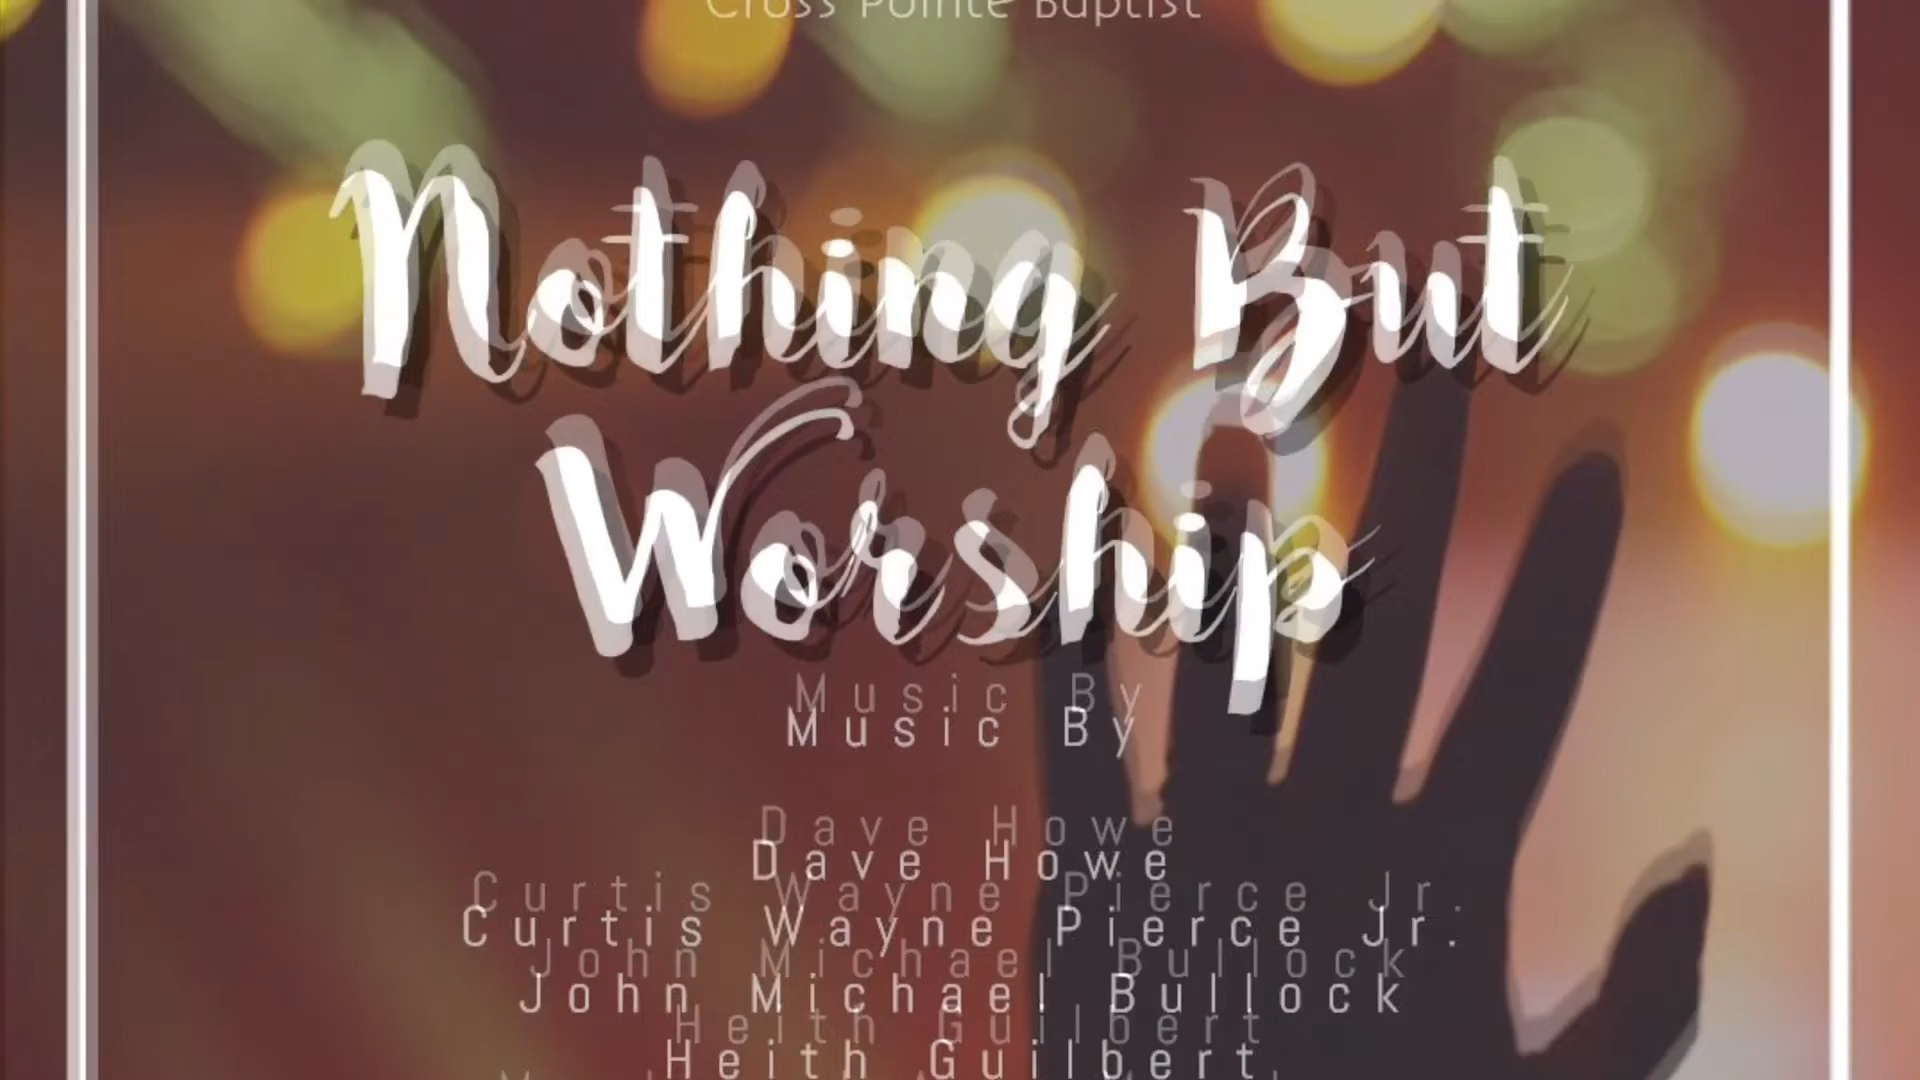 Cross Pointe Baptist
Nothing But
Worship
Music By
Dave Howe
Curtis Wayne Pierce Jr.
John Michael Bullock
Heith Guilbert